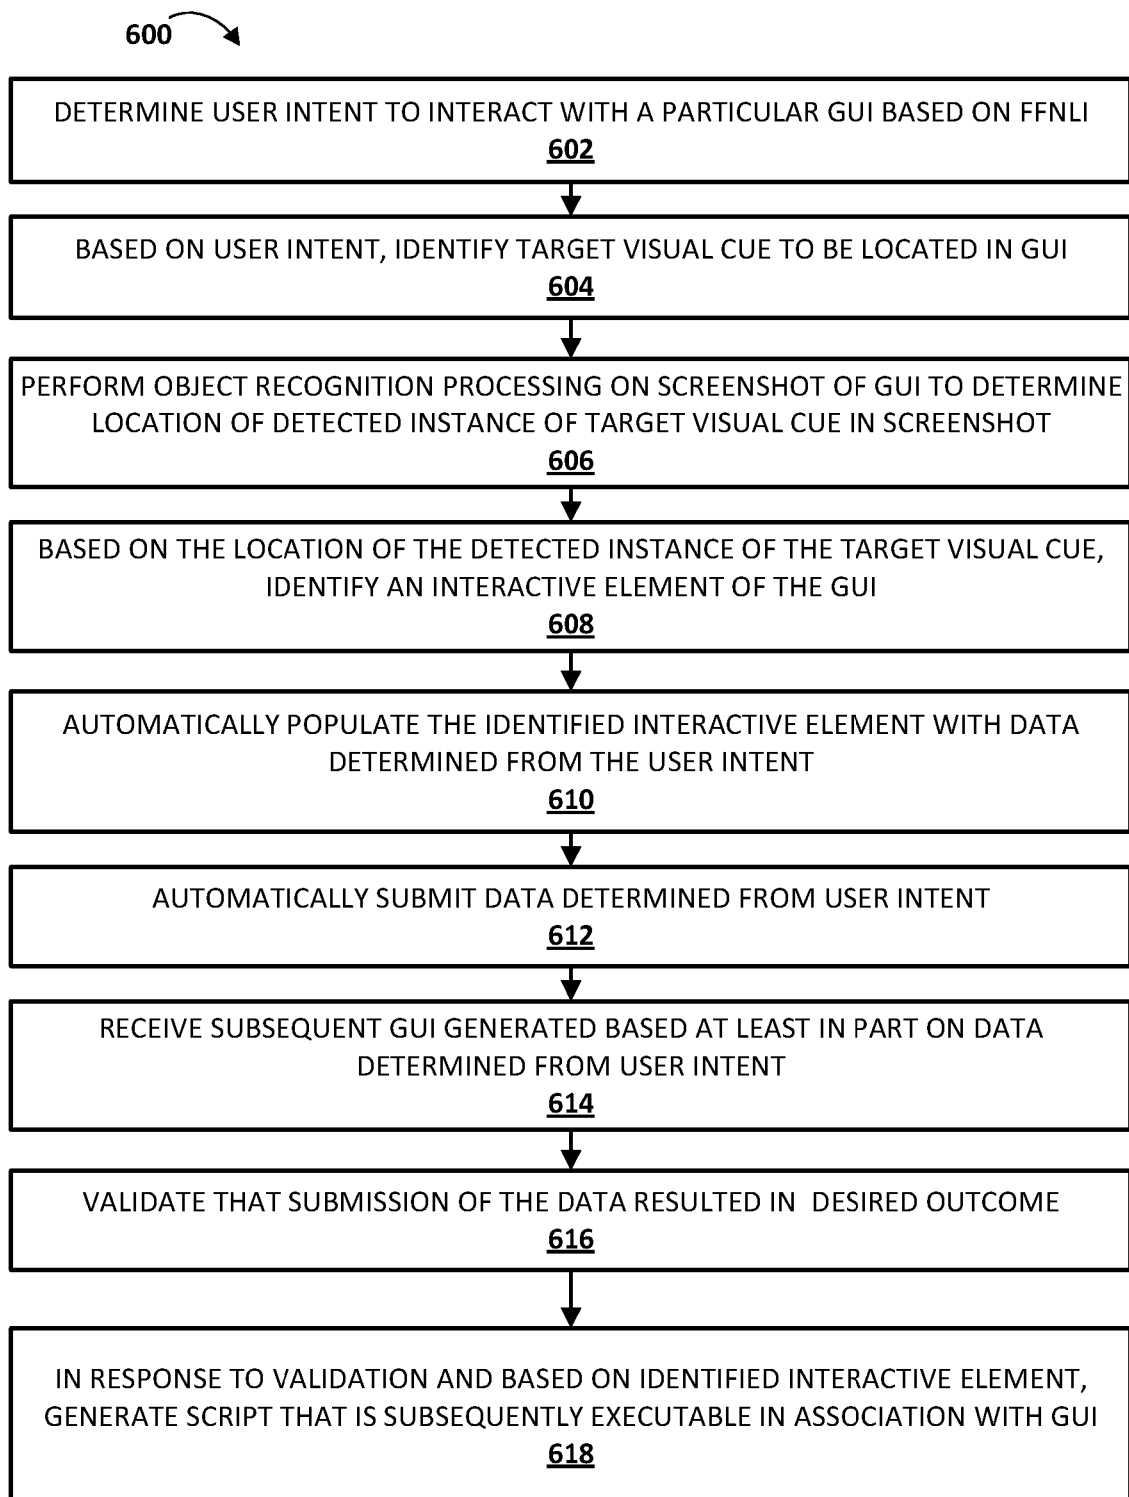 600
DETERMINE USER INTENT TO INTERACT WITH A PARTICULAR GUI BASED ON FFNLI
602
BASED ON USER INTENT, IDENTIFY TARGET VISUAL CUE TO BE LOCATED IN GUI
604
PERFORM OBJECT RECOGNITION PROCESSING ON SCREENSHOT OF GUI TO DETERMINE
LOCATION OF DETECTED INSTANCE OF TARGET VISUAL CUE IN SCREENSHOT
606
BASED ON THE LOCATION OF THE DETECTED INSTANCE OF THE TARGET VISUAL CUE,
IDENTIFY AN INTERACTIVE ELEMENT OF THE GUI
608
AUTOMATICALLY POPULATE THE IDENTIFIED INTERACTIVE ELEMENT WITH DATA
DETERMINED FROM THE USER INTENT
610
AUTOMATICALLY SUBMIT DATA DETERMINED FROM USER INTENT
612
RECEIVE SUBSEQUENT GUI GENERATED BASED AT LEAST IN PART ON DATA
DETERMINED FROM USER INTENT
614
VALIDATE THAT SUBMISSION OF THE DATA RESULTED IN DESIRED OUTCOME
616
IN RESPONSE TO VALIDATION AND BASED ON IDENTIFIED INTERACTIVE ELEMENT,
GENERATE SCRIPT THAT IS SUBSEQUENTLY EXECUTABLE IN ASSOCIATION WITH GUI
618